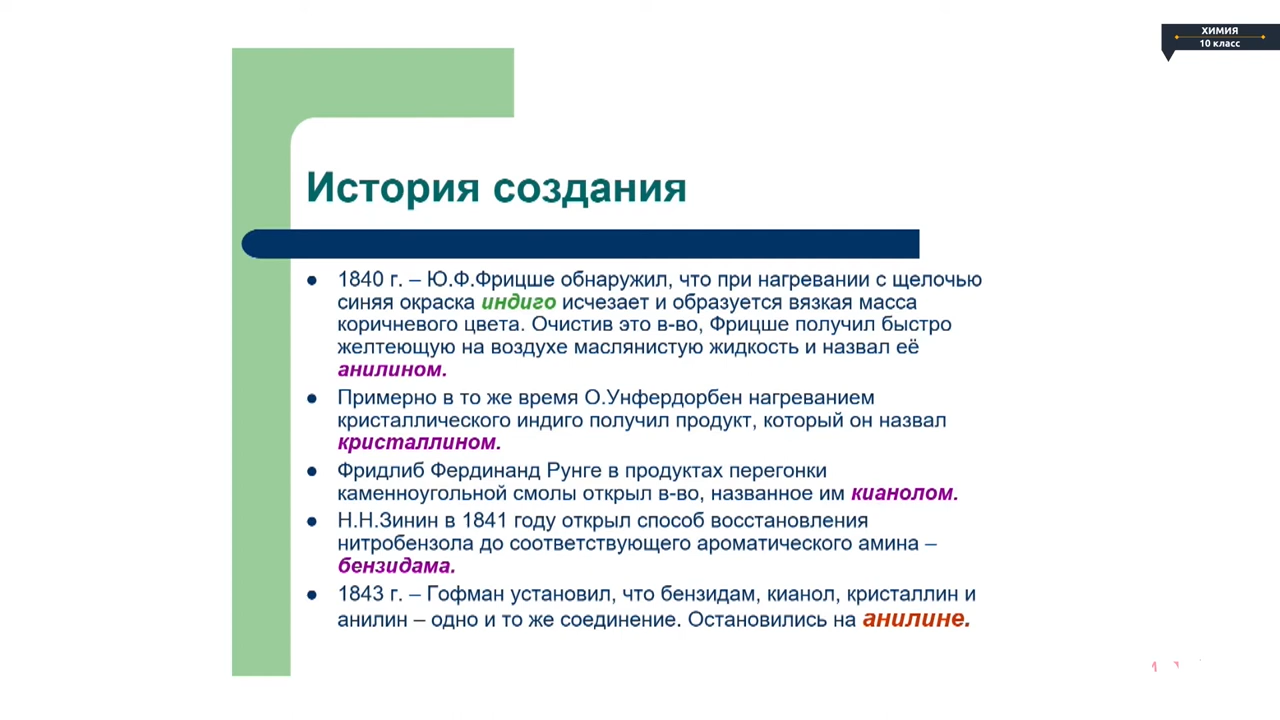 ХИМИЯ
10 класс
История создания
1840 г. – Ю.Ф.Фрицше обнаружил, что при нагревании с щелочью
синяя окраска индиго исчезает и образуется вязкая масса
коричневого цвета. Очистив это в-во, Фрицше получил быстро
желтеющую на воздухе маслянистую жидкость и назвал её
анилином.
Примерно в то же время О.Унфердорбен нагреванием
кристаллического индиго получил продукт, который он назвал
кристаллином.
Фридлиб Фердинанд Рунге в продуктах перегонки
каменноугольной смолы открыл в-во, названное им кианолом.
Н.Н.Зинин в 1841 году открыл способ восстановления
нитробензола до соответствующего ароматического амина –
бензидама.
1843 г. – Гофман установил, что бензидам, кианол, кристаллин и
анилин – одно и то же соединение. Остановились на анилине.